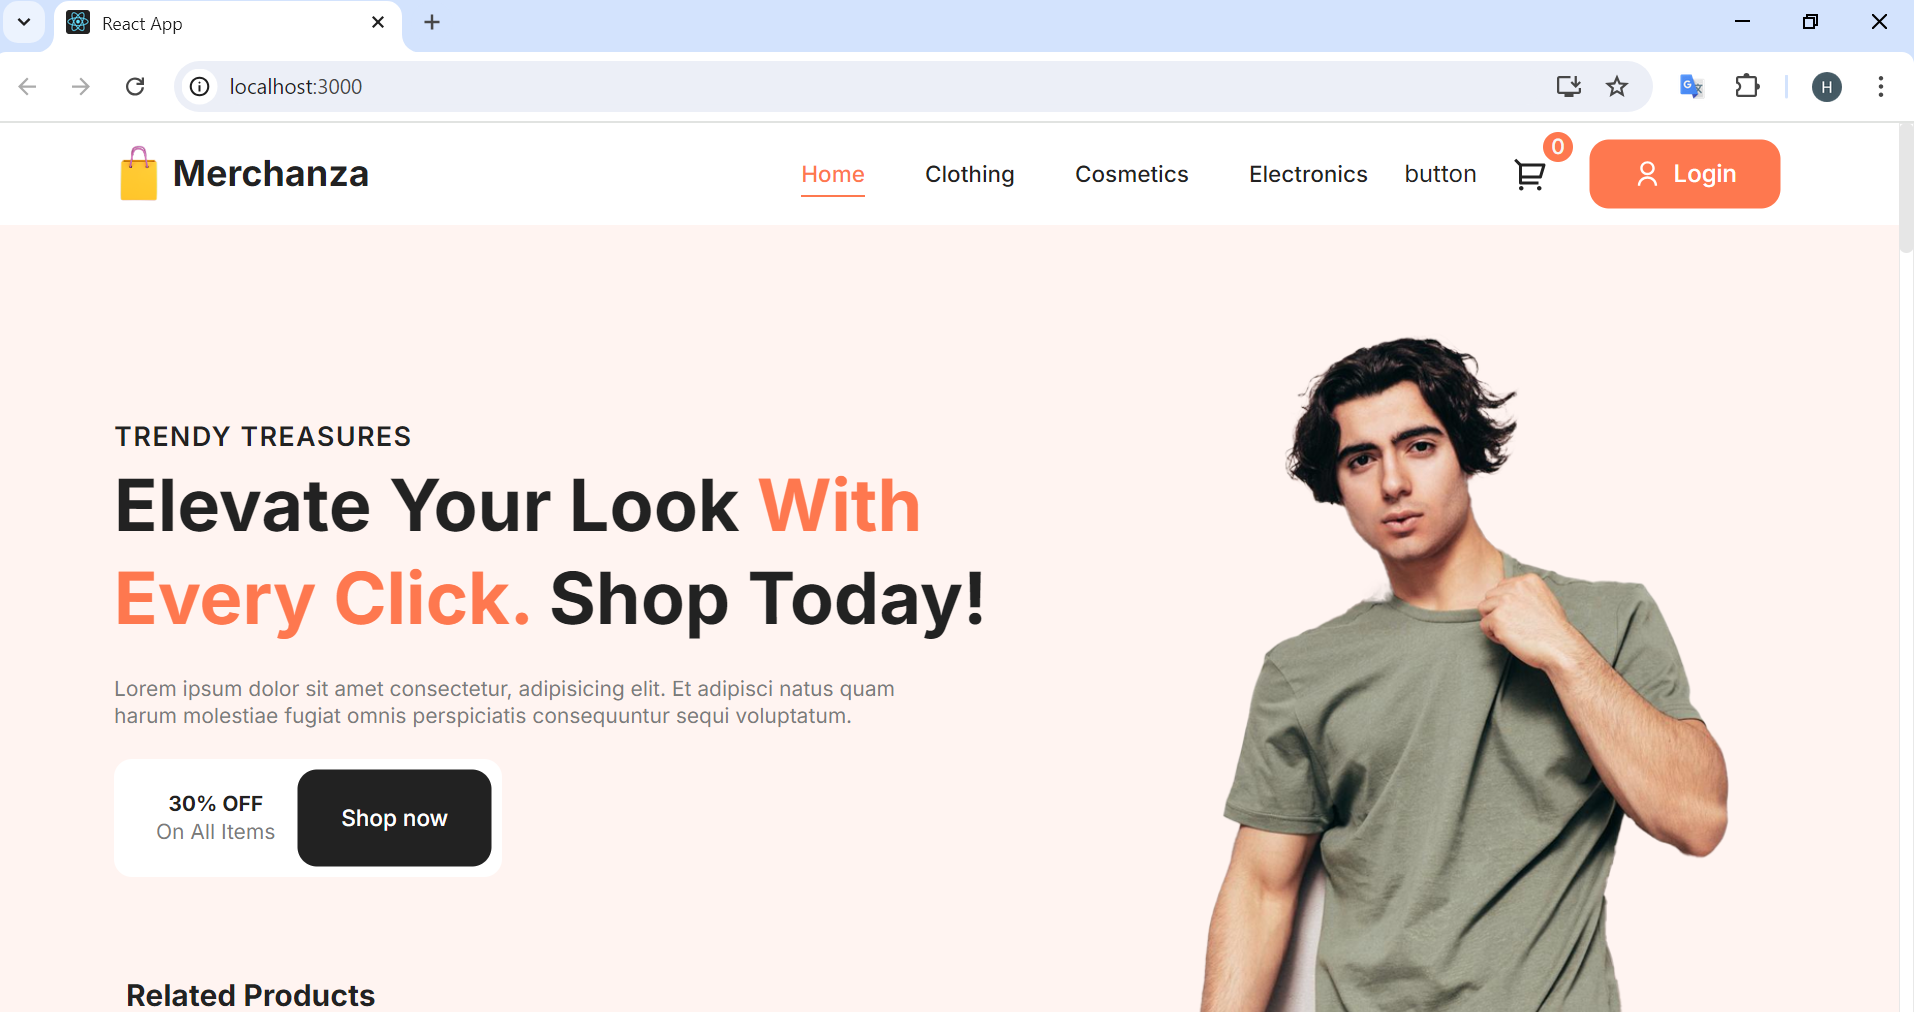 React App
localhost:3000
H
Merchanza
Home Clothing Cosmetics Electronics button 0 Login
TRENDY TREASURES
Elevate Your Look With
Every Click. Shop Today!
Lorem ipsum dolor sit amet consectetur, adipisicing elit. Et adipisci natus quam
harum molestiae fugiat omnis perspiciatis consequuntur sequi voluptatum.
30% OFF
On All Items
Shop now
Related Products